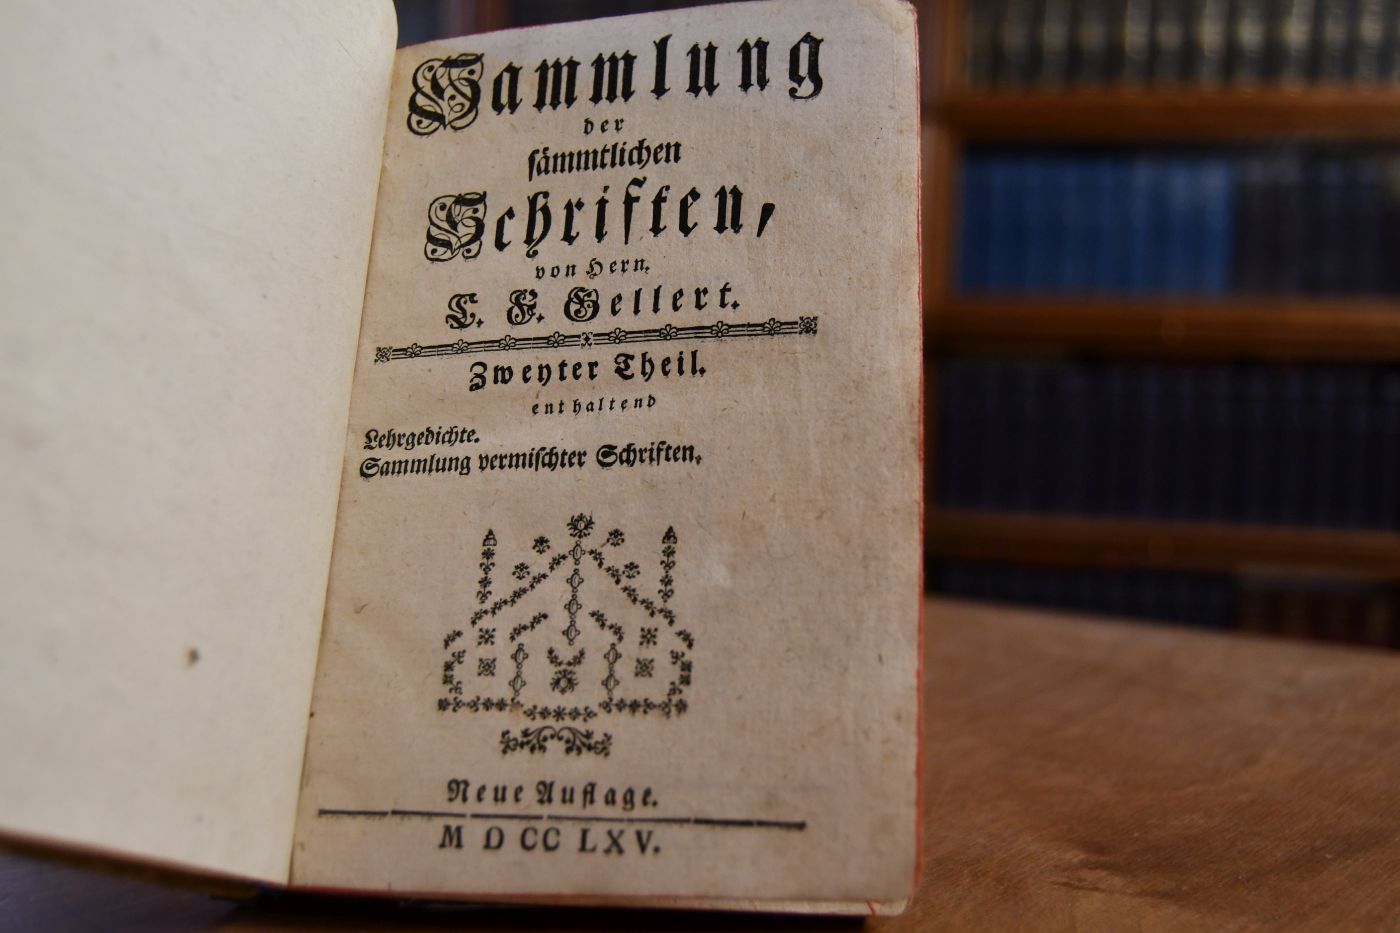 Sammlung
der
ſämmtlichen
Schriften,
von Hern.
C. F. Gellert.
Zweyter Theil.
enthaltend
Lehrgedichte.
Sammlung vermiſchter Schriften.
Neue Auflage.
MDCCLXV.